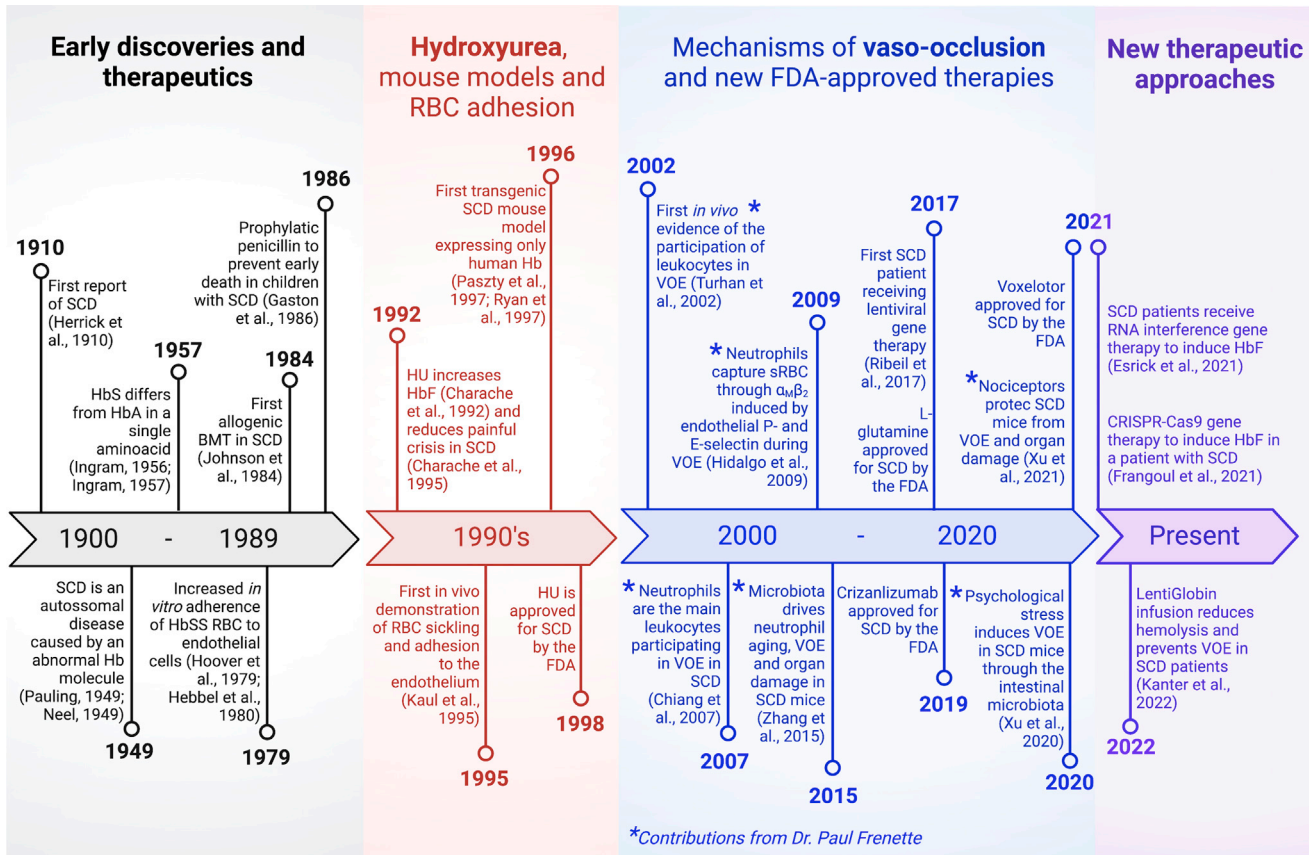 Early discoveries and
therapeutics
1910
First report
of SCD
(Herrick et
al., 1910)
1957
HbS differs
from HbA in a
single
aminoacid
(Ingram, 1956;
Ingram, 1957)
1984
First
allogenic
BMT in SCD
(Johnson et
al., 1984)
1986
Prophylatic
penicillin to
prevent early
death in children
with SCD (Gaston
et al., 1986)
1900 - 1989
SCD is an
autossomal
disease
caused by an
abnormal Hb
molecule
(Pauling, 1949;
Neel, 1949)
1949
Increased in
vitro adherence
of HbSS RBC to
endothelial
cells (Hoover et
al., 1979;
Hebbel et al.,
1980)
1979
Hydroxyurea,
mouse models and
RBC adhesion
1992
HU increases
HbF (Charache
et al., 1992) and
reduces painful
crisis in SCD
(Charache et al.,
1995)
1996
First transgenic
SCD mouse
model
expressing only
human Hb
(Paszty et al.,
1997; Ryan et
al., 1997)
1990's
First in vivo
demonstration
of RBC sickling
and adhesion
to the
endothelium
(Kaul et al.,
1995)
1995
HU is
approved
for SCD
by the
FDA
1998
Mechanisms of vaso-occlusion
and new FDA-approved therapies
2002
First in vivo *
evidence of the
participation of
leukocytes in
VOE (Turhan et
al., 2002)
2009
* Neutrophils
capture sRBC
through αMβ2
induced by
endothelial P- and
E-selectin during
VOE (Hidalgo et al.,
2009)
2017
First SCD
patient
receiving
lentiviral
gene
therapy
(Ribeil et
al., 2017)
L-
glutamine
approved
for SCD by
the FDA
2021
Voxelotor
approved for
SCD by the
FDA
* Nociceptors
protec SCD
mice from
VOE and organ
damage (Xu et
al., 2021)
2000 - 2020
* Neutrophils
are the main
leukocytes
participating
in VOE in
SCD
(Chiang et
al., 2007)
2007
* Microbiota
drives
neutrophil
aging, VOE
and organ
damage in
SCD mice
(Zhang et
al., 2015)
2015
Crizanlizumab
approved for
SCD by the
FDA
2019
* Psychological
stress
induces VOE
in SCD mice
through the
intestinal
microbiota
(Xu et al.,
2020)
2020
*Contributions from Dr. Paul Frenette
New therapeutic
approaches
SCD patients receive
RNA interference gene
therapy to induce HbF
(Esrick et al., 2021)
CRISPR-Cas9 gene
therapy to induce HbF in
a patient with SCD
(Frangoul et al., 2021)
Present
LentiGlobin
infusion reduces
hemolysis and
prevents VOE in
SCD patients
(Kanter et al.,
2022)
2022